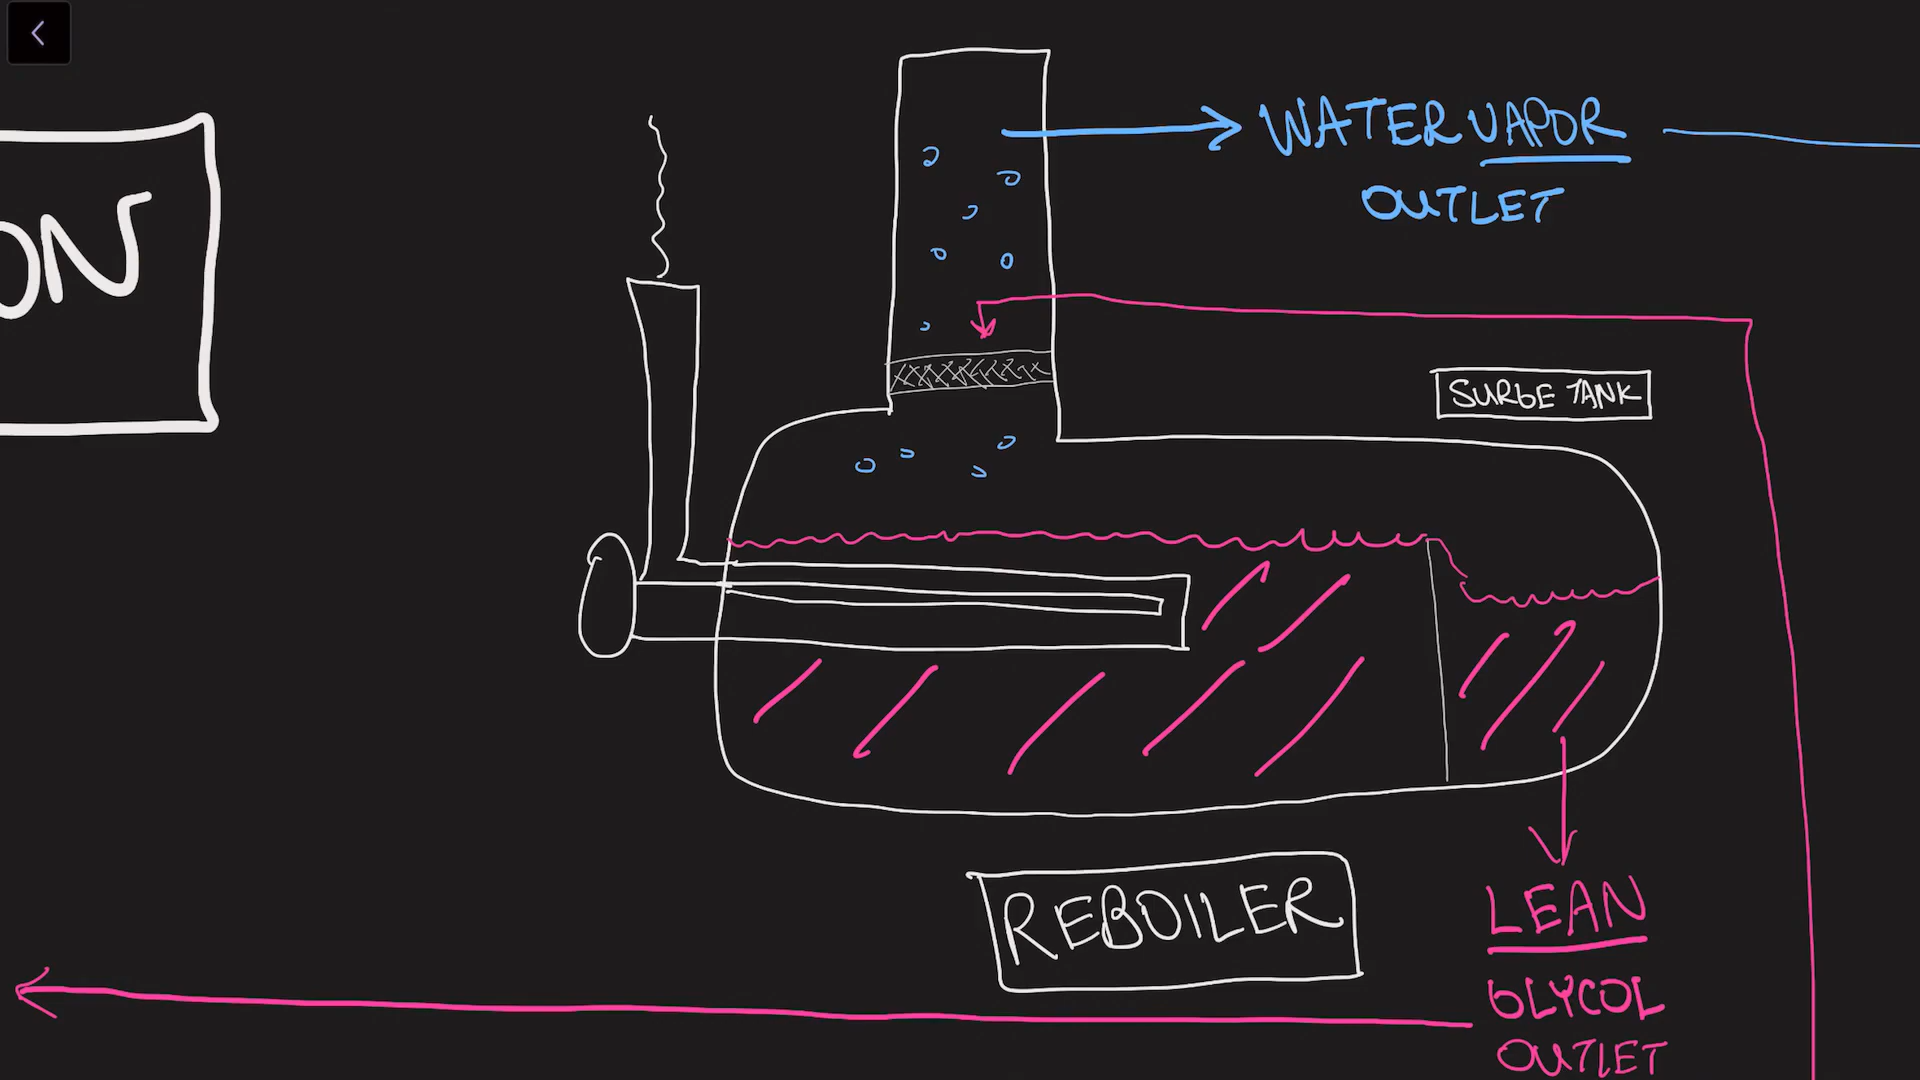 ON
WATER VAPOR
OUTLET
SURGE TANK
REBOILER
LEAN
GLYCOL
OUTLET